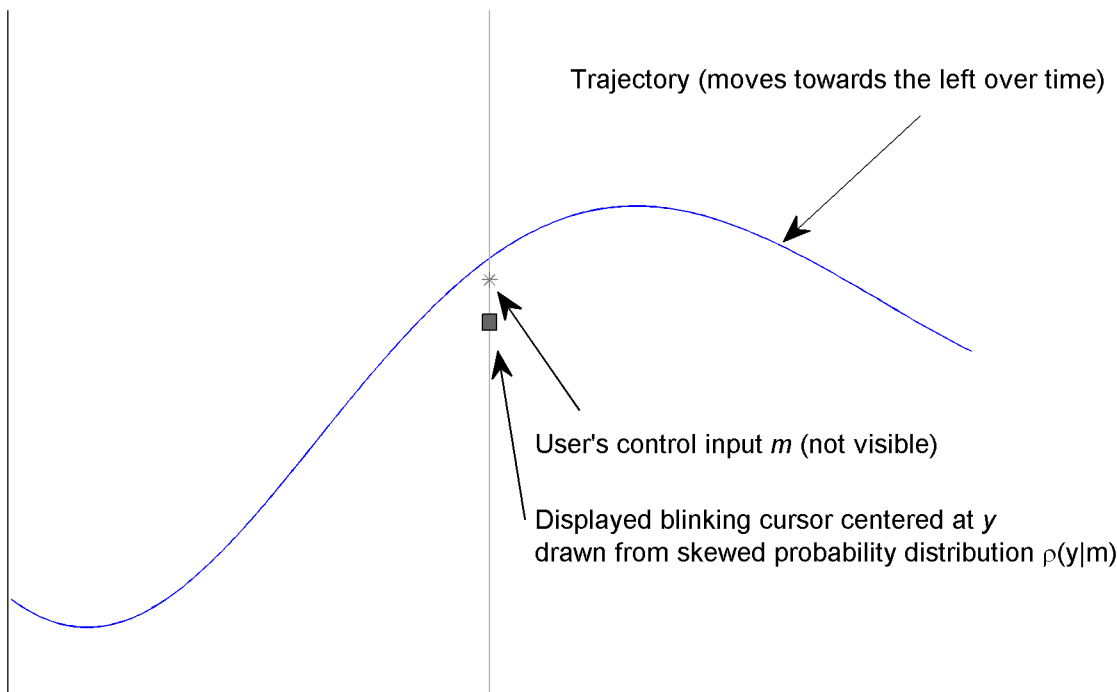 Trajectory (moves towards the left over time)
User's control input m (not visible)
Displayed blinking cursor centered at y
drawn from skewed probability distribution ρ(y|m)